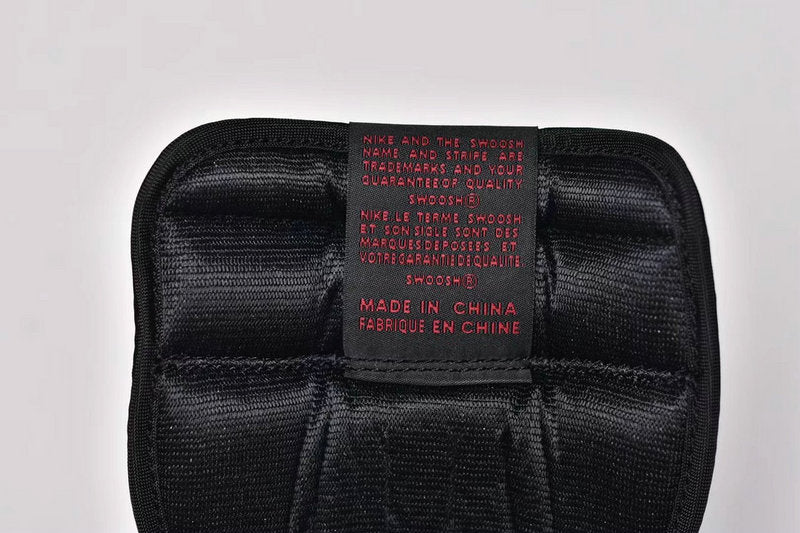 NIKE AND THE SWOOSH
NAME AND STRIPE ARE
TRADEMARKS AND YOUR
GUARANTEE OF QUALITY
SWOOSH®
NIKE LE TERME SWOOSH
ET SON SIGLE SONT DES
MARQUES DEPOSEES ET
VOTRE GARANTIE DE QUALITE.
SWOOSH®
MADE IN CHINA
FABRIQUE EN CHINE